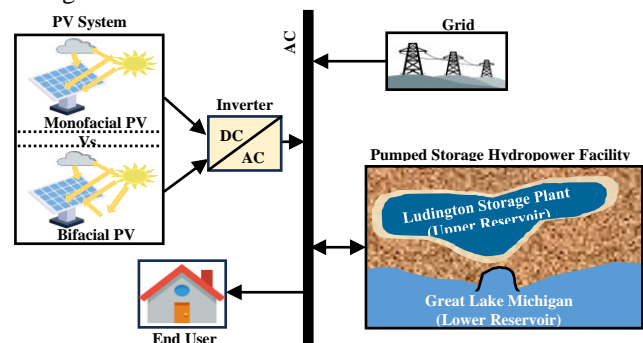 PV System
Monofacial PV
Vs
Bifacial PV
Inverter
DC
AC
AC
Grid
Pumped Storage Hydropower Facility
Ludington Storage Plant
(Upper Reservoir)
Great Lake Michigan
(Lower Reservoir)
End User